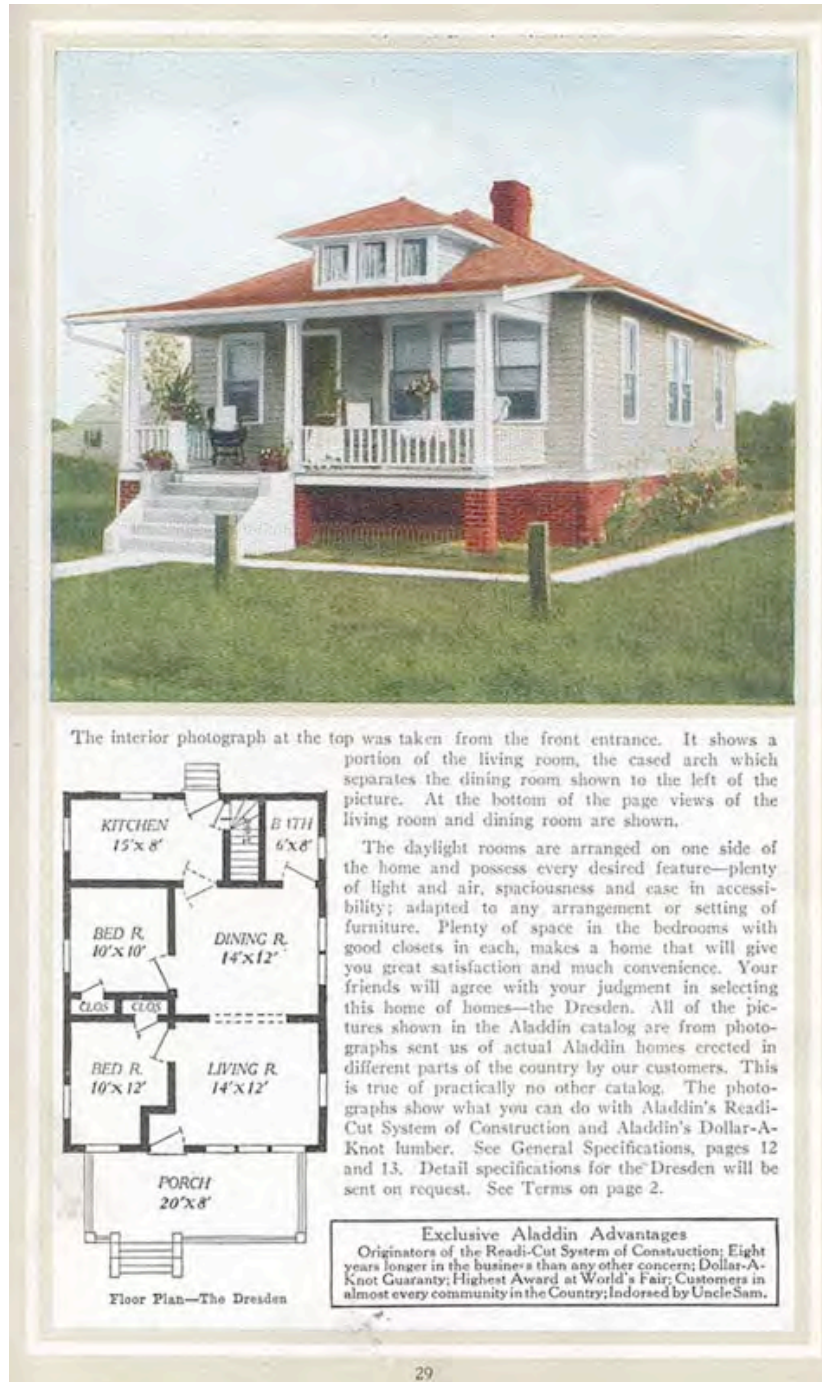 The interior photograph at the top was taken from the front entrance. It shows a
portion of the living room, the cased arch which
separates the dining room shown to the left of the
picture. At the bottom of the page views of the
living room and dining room are shown.
The daylight rooms are arranged on one side of
the home and possess every desired feature—plenty
of light and air, spaciousness and ease in accessi-
bility; adapted to any arrangement or setting of
furniture. Plenty of space in the bedrooms with
good closets in each, makes a home that will give
you great satisfaction and much convenience. Your
friends will agree with your judgment in selecting
this home of homes—the Dresden. All of the pic-
tures shown in the Aladdin catalog are from photo-
graphs sent us of actual Aladdin homes erected in
different parts of the country by our customers. This
is true of practically no other catalog. The photo-
graphs show what you can do with Aladdin's Readi-
Cut System of Construction and Aladdin's Dollar-A-
Knot lumber. See General Specifications, pages 12
and 13. Detail specifications for the Dresden will be
sent on request. See Terms on page 2.
KITCHEN
15'x 8'
BATH
6'x8'
BED R.
10'X 10'
DINING R.
14'X12'
CLOS
CLOS
BED R.
10'X 12'
LIVING R.
14'X12'
PORCH
20'X8'
Floor Plan—The Dresden
Exclusive Aladdin Advantages
Originators of the Readi-Cut System of Construction; Eight
years longer in the business than any other concern; Dollar-A-
Knot Guaranty; Highest Award at World's Fair; Customers in
almost every community in the Country; Indorsed by Uncle Sam.
29